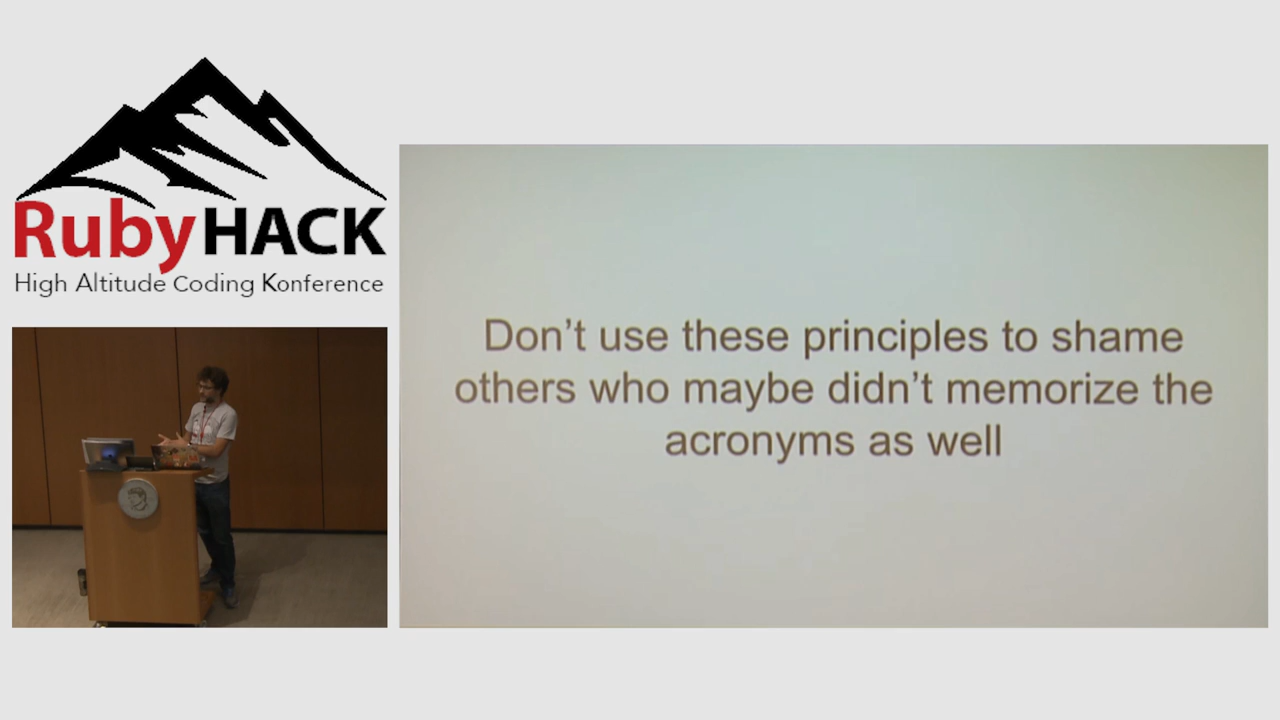 RubyHACK
High Altitude Coding Konference
Don't use these principles to shame
others who maybe didn't memorize the
acronyms as well